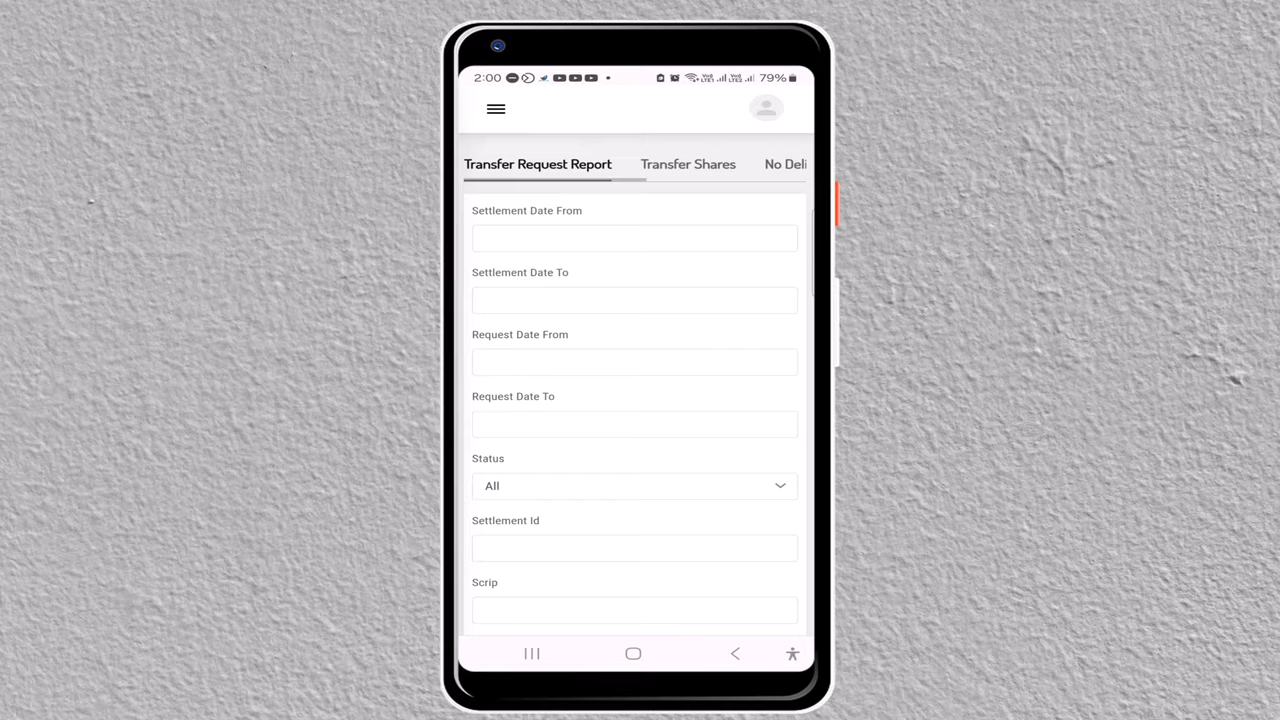 2:00 79%
Transfer Request Report Transfer Shares No Deli
Settlement Date From
Settlement Date To
Request Date From
Request Date To
Status
All
Settlement Id
Scrip